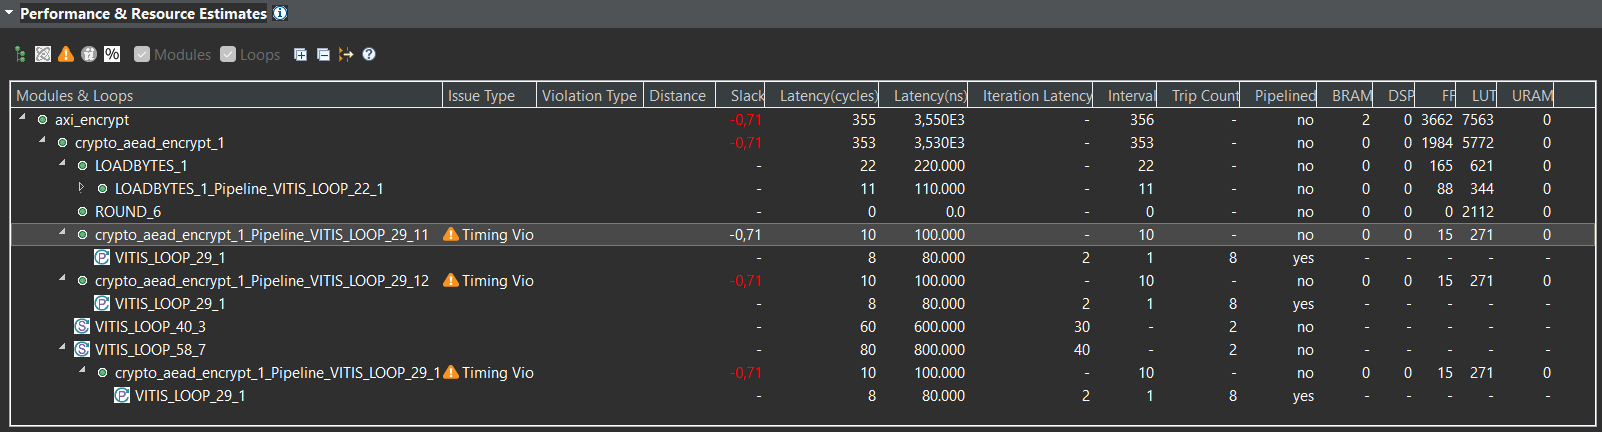 Performance & Resource Estimates
% Modules Loops
Modules & Loops Issue Type Violation Type Distance Slack Latency(cycles) Latency(ns) Iteration Latency Interval Trip Count Pipelined BRAM DSP FF LUT URAM
axi_encrypt -0,71 355 3,550E3 - 356 - no 2 0 3662 7563 0
crypto_aead_encrypt_1 -0,71 353 3,530E3 - 353 - no 0 0 1984 5772 0
LOADBYTES_1 - 22 220.000 - 22 - no 0 0 165 621 0
LOADBYTES_1_Pipeline_VITIS_LOOP_22_1 - 11 110.000 - 11 - no 0 0 88 344 0
ROUND_6 - 0 0.0 - 0 - no 0 0 0 2112 0
crypto_aead_encrypt_1_Pipeline_VITIS_LOOP_29_11 Timing Vio -0,71 10 100.000 - 10 - no 0 0 15 271 0
VITIS_LOOP_29_1 - 8 80.000 2 1 8 yes - - - - -
crypto_aead_encrypt_1_Pipeline_VITIS_LOOP_29_12 Timing Vio -0,71 10 100.000 - 10 - no 0 0 15 271 0
VITIS_LOOP_29_1 - 8 80.000 2 1 8 yes - - - - -
VITIS_LOOP_40_3 - 60 600.000 30 - 2 no - - - - -
VITIS_LOOP_58_7 - 80 800.000 40 - 2 no - - - - -
crypto_aead_encrypt_1_Pipeline_VITIS_LOOP_29_1 Timing Vio -0,71 10 100.000 - 10 - no 0 0 15 271 0
VITIS_LOOP_29_1 - 8 80.000 2 1 8 yes - - - - -